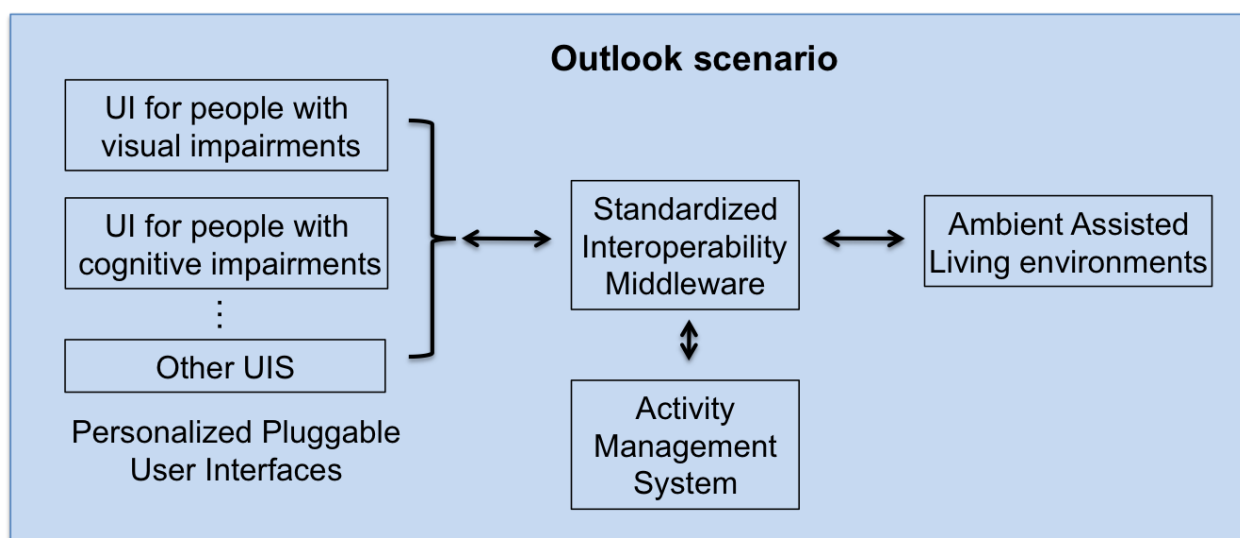 Outlook scenario
UI for people with
visual impairments
UI for people with
cognitive impairments
⋮
Other UIS
Personalized Pluggable
User Interfaces
Standardized
Interoperability
Middleware
Activity
Management
System
Ambient Assisted
Living environments